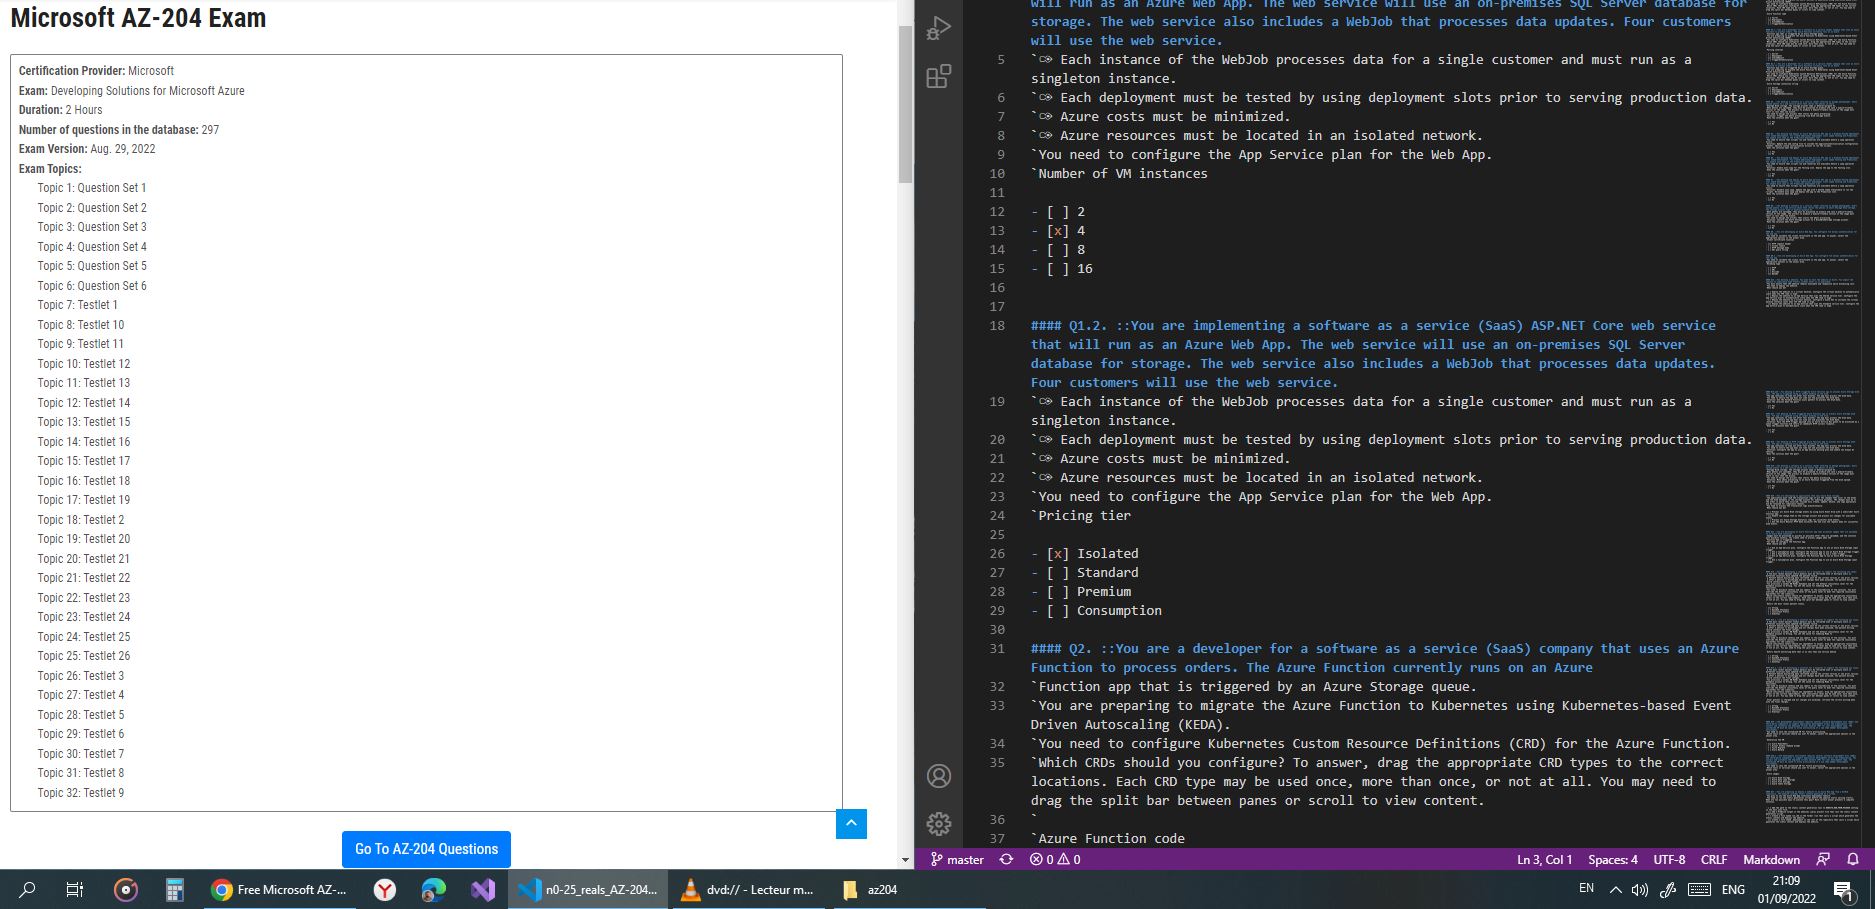 Microsoft AZ-204 Exam
Certification Provider: Microsoft
Exam: Developing Solutions for Microsoft Azure
Duration: 2 Hours
Number of questions in the database: 297
Exam Version: Aug. 29, 2022
Exam Topics:
Topic 1: Question Set 1
Topic 2: Question Set 2
Topic 3: Question Set 3
Topic 4: Question Set 4
Topic 5: Question Set 5
Topic 6: Question Set 6
Topic 7: Testlet 1
Topic 8: Testlet 10
Topic 9: Testlet 11
Topic 10: Testlet 12
Topic 11: Testlet 13
Topic 12: Testlet 14
Topic 13: Testlet 15
Topic 14: Testlet 16
Topic 15: Testlet 17
Topic 16: Testlet 18
Topic 17: Testlet 19
Topic 18: Testlet 2
Topic 19: Testlet 20
Topic 20: Testlet 21
Topic 21: Testlet 22
Topic 22: Testlet 23
Topic 23: Testlet 24
Topic 24: Testlet 25
Topic 25: Testlet 26
Topic 26: Testlet 3
Topic 27: Testlet 4
Topic 28: Testlet 5
Topic 29: Testlet 6
Topic 30: Testlet 7
Topic 31: Testlet 8
Topic 32: Testlet 9
Go To AZ-204 Questions
will run as an Azure Web App. The web service will use an on-premises SQL Server database for
storage. The web service also includes a WebJob that processes data updates. Four customers
will use the web service.
5 ` Each instance of the WebJob processes data for a single customer and must run as a
singleton instance.
6 ` Each deployment must be tested by using deployment slots prior to serving production data.
7 ` Azure costs must be minimized.
8 ` Azure resources must be located in an isolated network.
9 `You need to configure the App Service plan for the Web App.
10 `Number of VM instances
11
12 - [ ] 2
13 - [x] 4
14 - [ ] 8
15 - [ ] 16
16
17
18 #### Q1.2. ::You are implementing a software as a service (SaaS) ASP.NET Core web service
that will run as an Azure Web App. The web service will use an on-premises SQL Server
database for storage. The web service also includes a WebJob that processes data updates.
Four customers will use the web service.
19 ` Each instance of the WebJob processes data for a single customer and must run as a
singleton instance.
20 ` Each deployment must be tested by using deployment slots prior to serving production data.
21 ` Azure costs must be minimized.
22 ` Azure resources must be located in an isolated network.
23 `You need to configure the App Service plan for the Web App.
24 `Pricing tier
25
26 - [x] Isolated
27 - [ ] Standard
28 - [ ] Premium
29 - [ ] Consumption
30
31 #### Q2. ::You are a developer for a software as a service (SaaS) company that uses an Azure
Function to process orders. The Azure Function currently runs on an Azure
32 `Function app that is triggered by an Azure Storage queue.
33 `You are preparing to migrate the Azure Function to Kubernetes using Kubernetes-based Event
Driven Autoscaling (KEDA).
34 `You need to configure Kubernetes Custom Resource Definitions (CRD) for the Azure Function.
35 `Which CRDs should you configure? To answer, drag the appropriate CRD types to the correct
locations. Each CRD type may be used once, more than once, or not at all. You may need to
drag the split bar between panes or scroll to view content.
36 `
37 `Azure Function code
master 0 0 Ln 3, Col 1 Spaces: 4 UTF-8 CRLF Markdown
Free Microsoft AZ-... n0-25_reals_AZ-204... dvd:// - Lecteur m... az204 EN ENG 21:09
01/09/2022 1